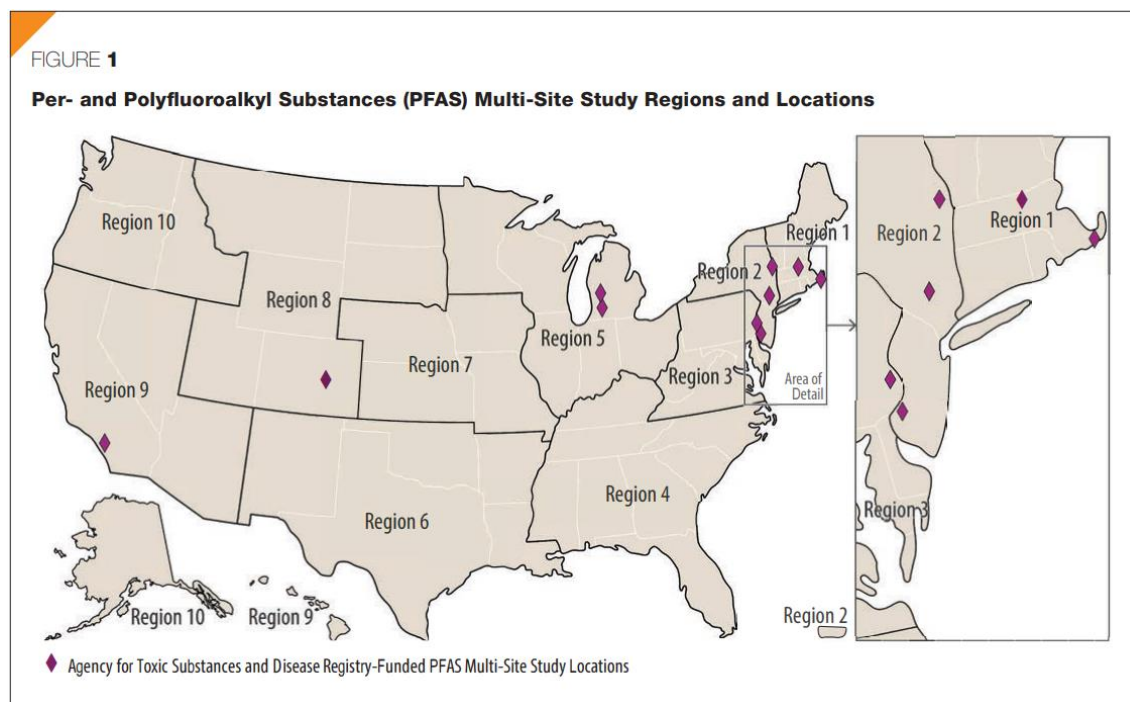 FIGURE 1
Per- and Polyfluoroalkyl Substances (PFAS) Multi-Site Study Regions and Locations
Region 10
Region 8
Region 9
Region 7
Region 5
Region 6
Region 4
Region 3
Region 2
Region 1
Area of
Detail
Region 2
Region 1
Region 3
Region 10
Region 9
Region 2
Agency for Toxic Substances and Disease Registry-Funded PFAS Multi-Site Study Locations